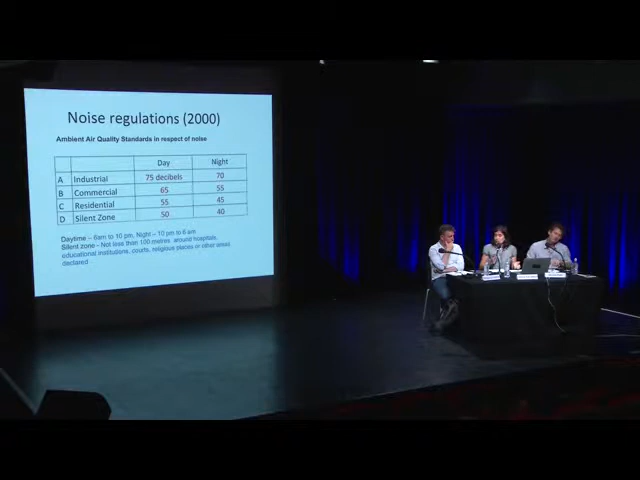 Noise regulations (2000)
Ambient Air Quality Standards in respect of noise
Day Night
A Industrial 75 decibels 70
B Commercial 65 55
C Residential 55 45
D Silent Zone 50 40
Daytime – 6am to 10 pm, Night – 10 pm to 6 am
Silent zone – Not less than 100 metres around hospitals,
educational institutions, courts, religious places or other areas
declared